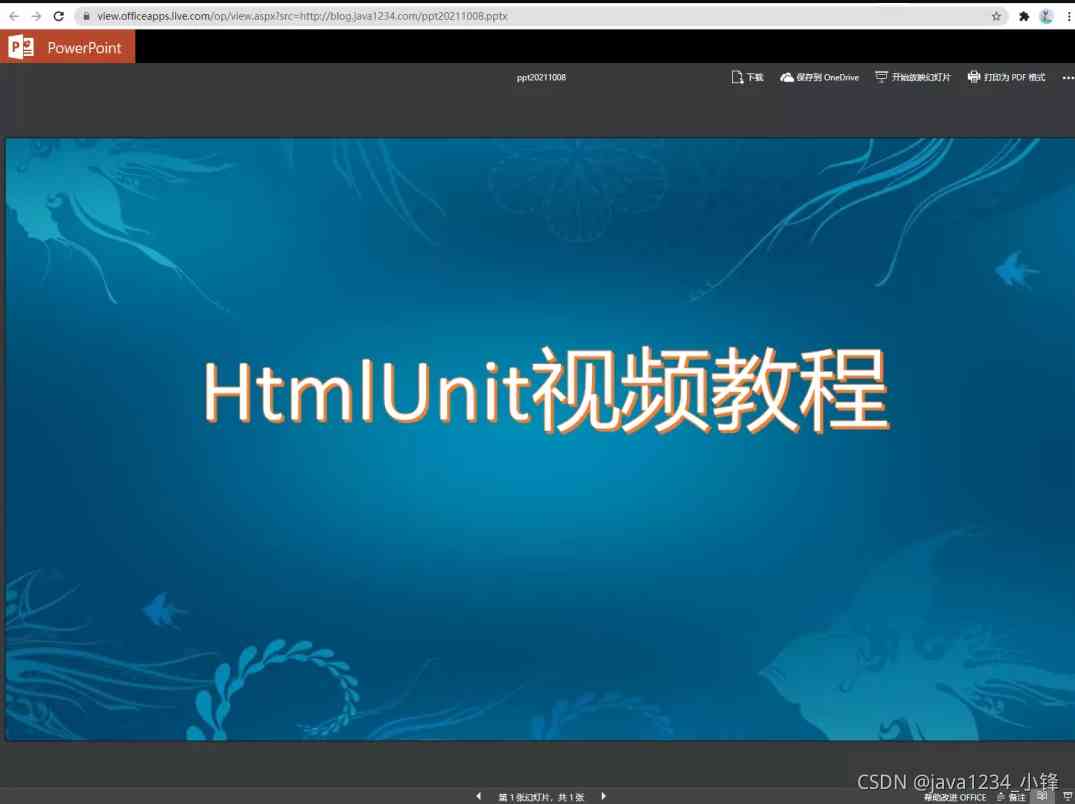 view.officeapps.live.com/op/view.aspx?src=http://blog.java1234.com/ppt20211008.pptx
PowerPoint
ppt20211008
下载 保存到 OneDrive 开始放映幻灯片 打印为 PDF 格式
HtmlUnit视频教程
CSDN @java1234_小锋
第 1 张幻灯片，共 1 张 帮助改进 OFFICE 备注